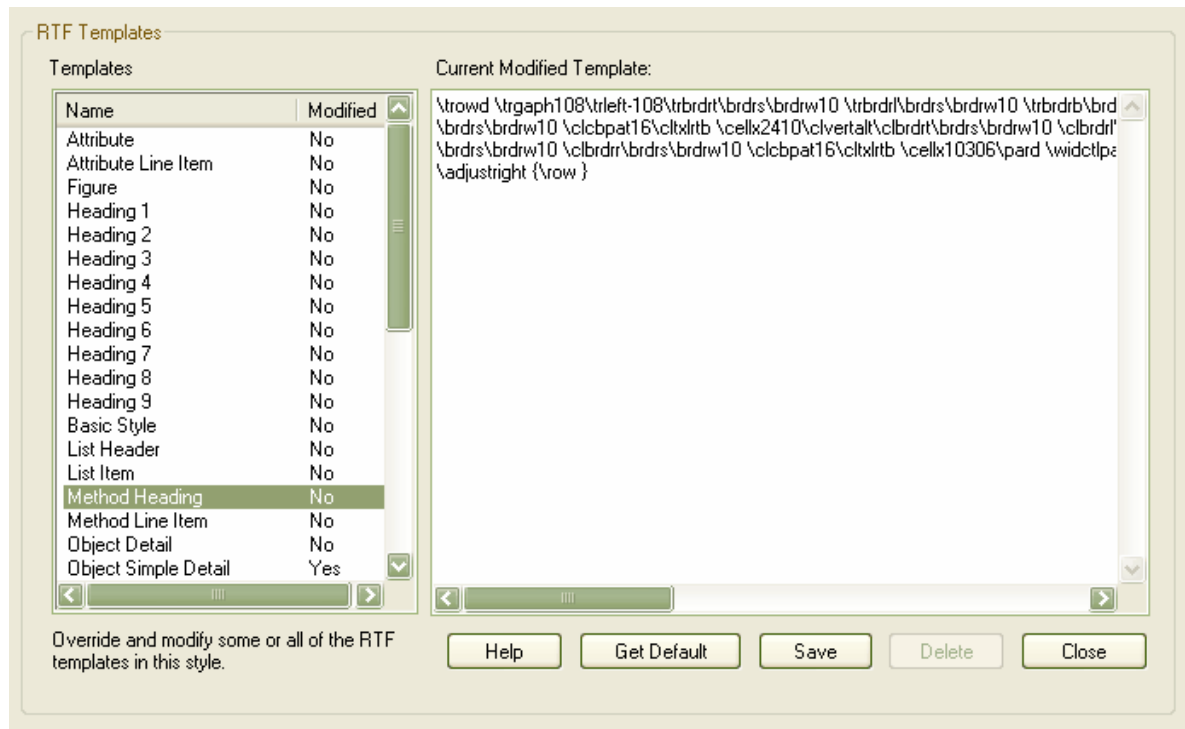 RTF Templates
Templates
Name Modified
Attribute No
Attribute Line Item No
Figure No
Heading 1 No
Heading 2 No
Heading 3 No
Heading 4 No
Heading 5 No
Heading 6 No
Heading 7 No
Heading 8 No
Heading 9 No
Basic Style No
List Header No
List Item No
Method Heading No
Method Line Item No
Object Detail No
Object Simple Detail Yes
Override and modify some or all of the RTF
templates in this style.
Current Modified Template:
\trowd \trgaph108\trleft-108\trbrdrt\brdrs\brdrw10 \trbrdrl\brdrs\brdrw10 \trbrdrb\brd
\brdrs\brdrw10 \clcbpat16\cltxlrtb \cellx2410\clvertalt\clbrdrt\brdrs\brdrw10 \clbrdrl\
\brdrs\brdrw10 \clbrdrr\brdrs\brdrw10 \clcbpat16\cltxlrtb \cellx10306\pard \widctlpa
\adjustright {\row }
Help Get Default Save Delete Close